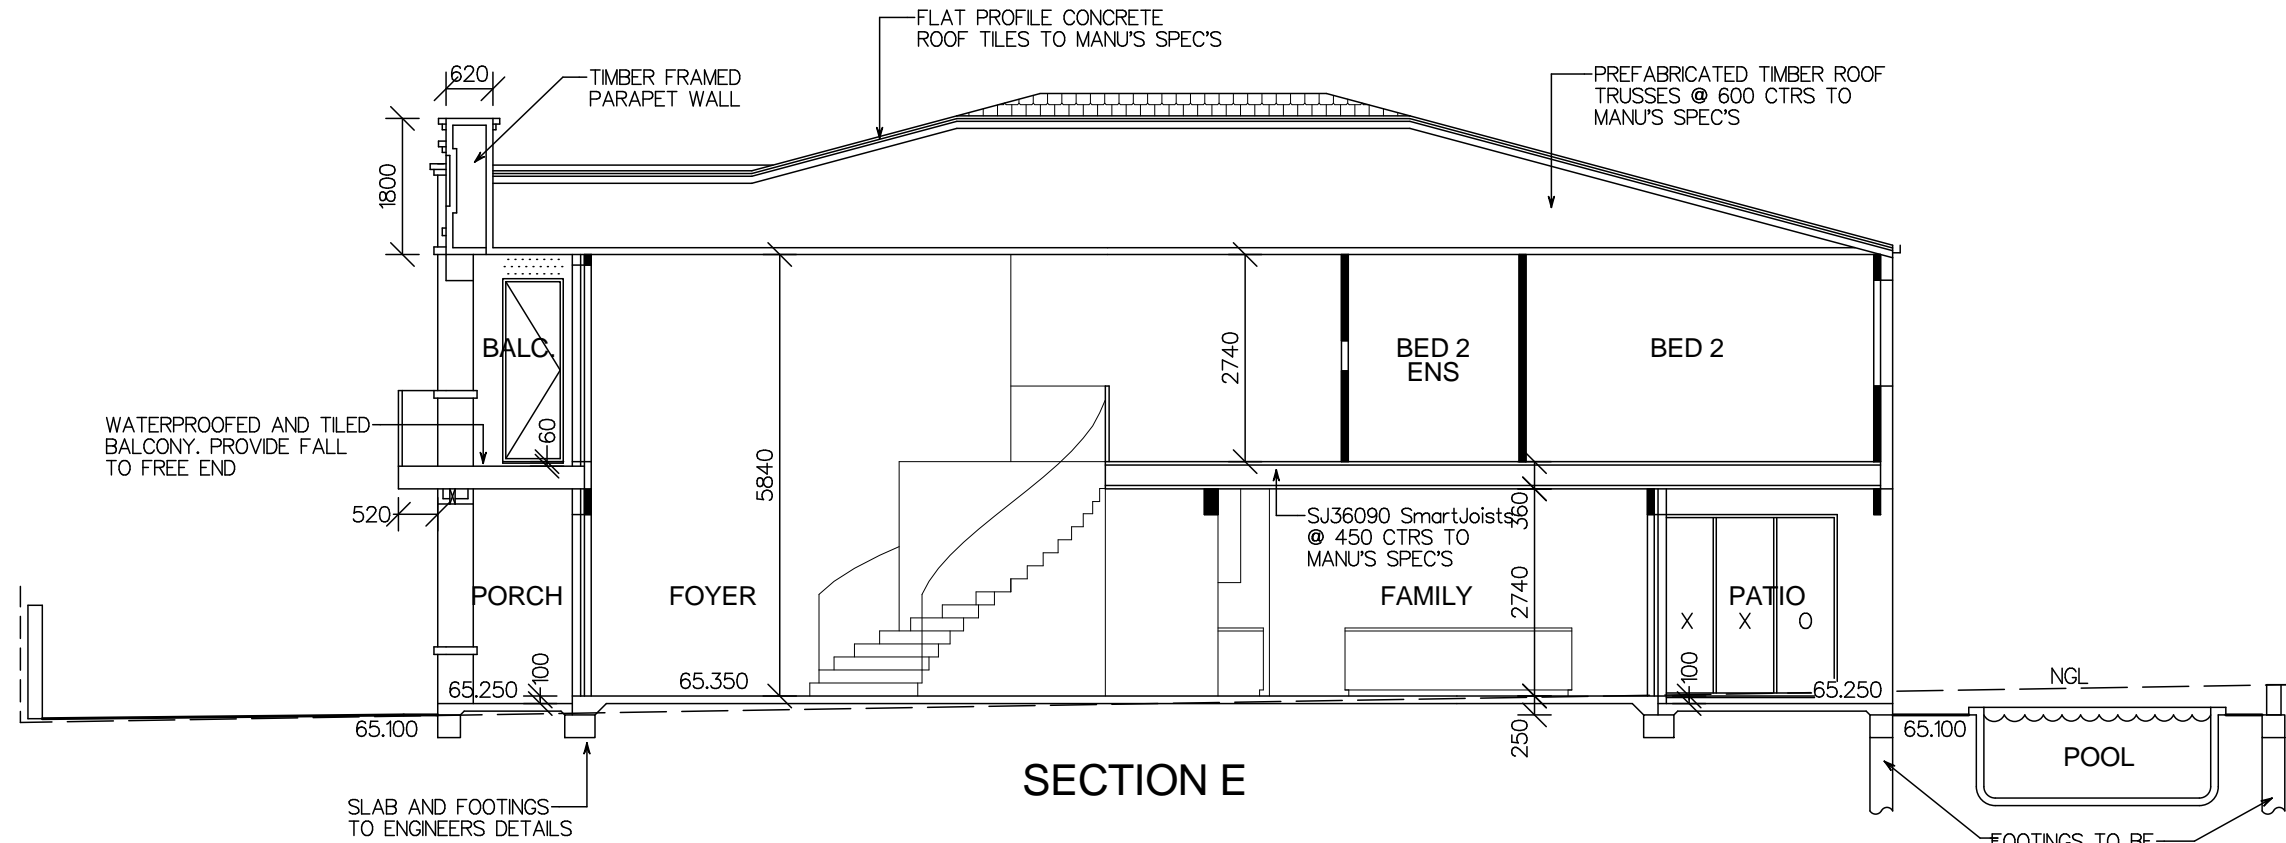 FLAT PROFILE CONCRETE
ROOF TILES TO MANU'S SPEC'S
620
TIMBER FRAMED
PARAPET WALL
PREFABRICATED TIMBER ROOF
TRUSSES @ 600 CTRS TO
MANU'S SPEC'S
1800
BALC.
2740
BED 2
ENS
BED 2
WATERPROOFED AND TILED
BALCONY. PROVIDE FALL
TO FREE END
60
5840
520
SJ36090 SmartJoists
@ 450 CTRS TO
MANU'S SPEC'S
360
PORCH
FOYER
2740
FAMILY
PATIO
X
X
O
65.250
100
65.350
100
65.250
NGL
65.100
250
65.100
POOL
SECTION E
SLAB AND FOOTINGS
TO ENGINEERS DETAILS
FOOTINGS TO BE